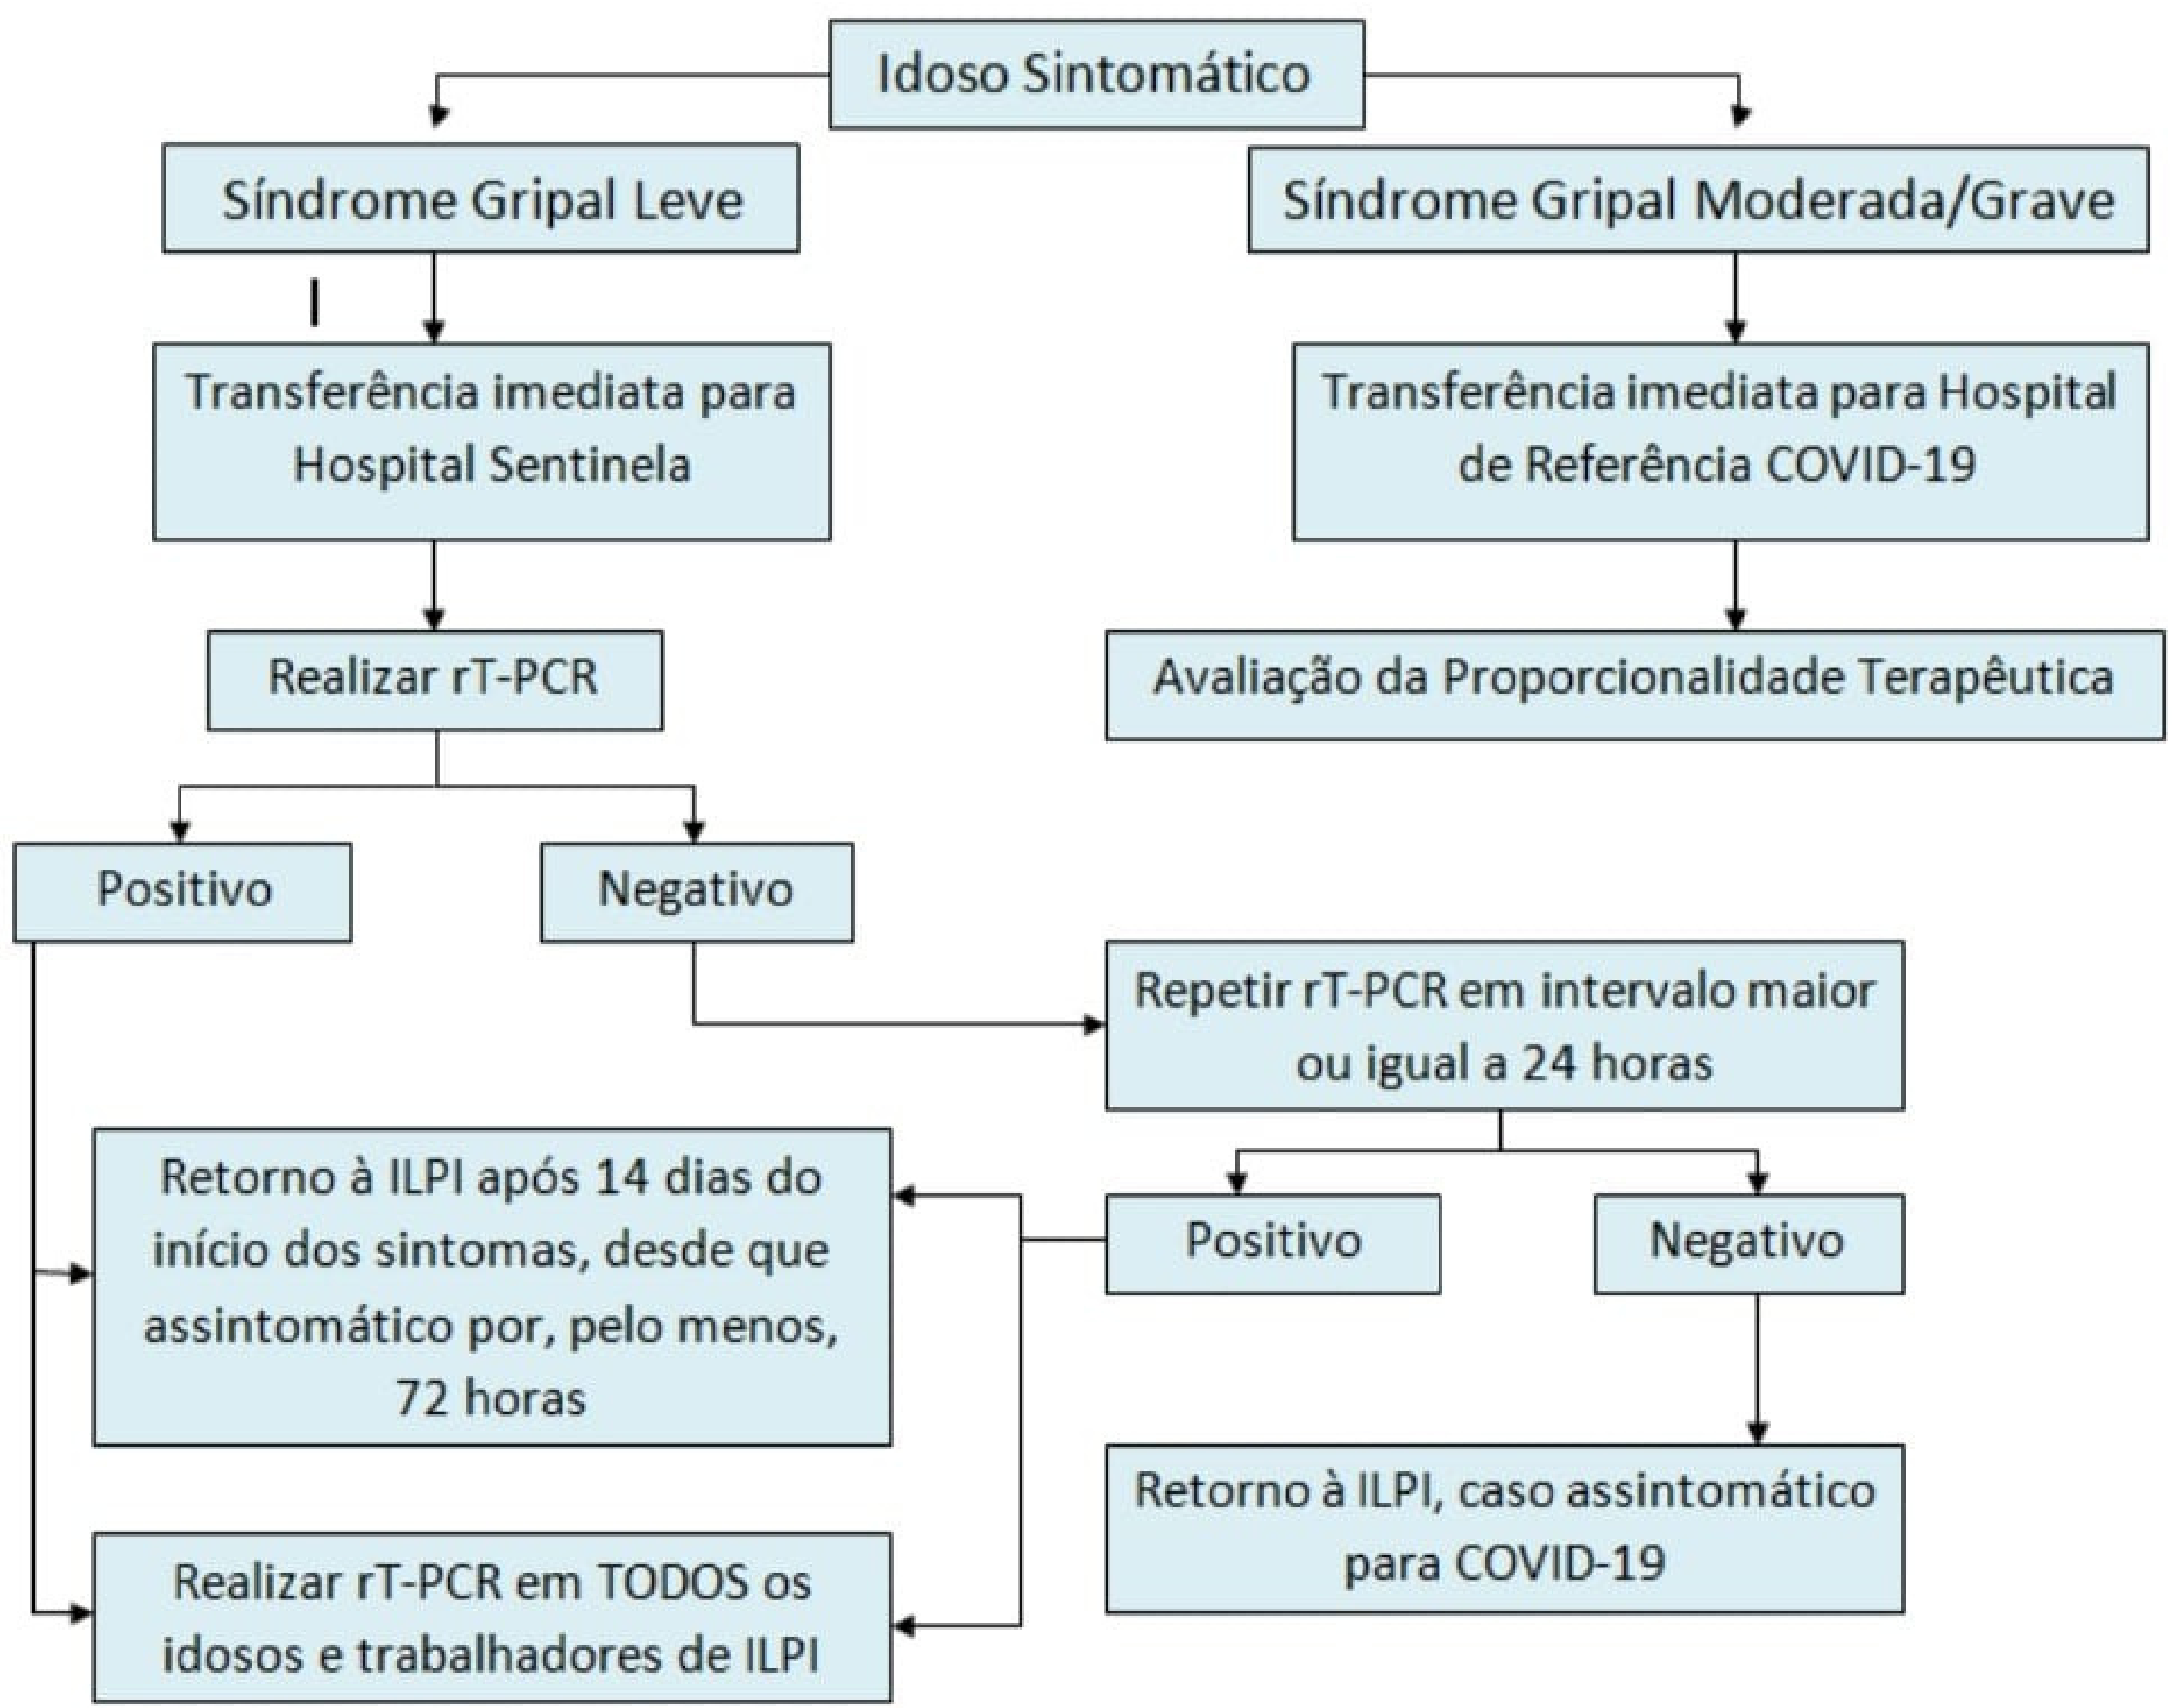 Idoso Sintomático
Síndrome Gripal Leve
Síndrome Gripal Moderada/Grave
Transferência imediata para
Hospital Sentinela
Transferência imediata para Hospital
de Referência COVID-19
Realizar rT-PCR
Avaliação da Proporcionalidade Terapêutica
Positivo
Negativo
Repetir rT-PCR em intervalo maior
ou igual a 24 horas
Retorno à ILPI após 14 dias do
início dos sintomas, desde que
assintomático por, pelo menos,
72 horas
Positivo
Negativo
Retorno à ILPI, caso assintomático
para COVID-19
Realizar rT-PCR em TODOS os
idosos e trabalhadores de ILPI